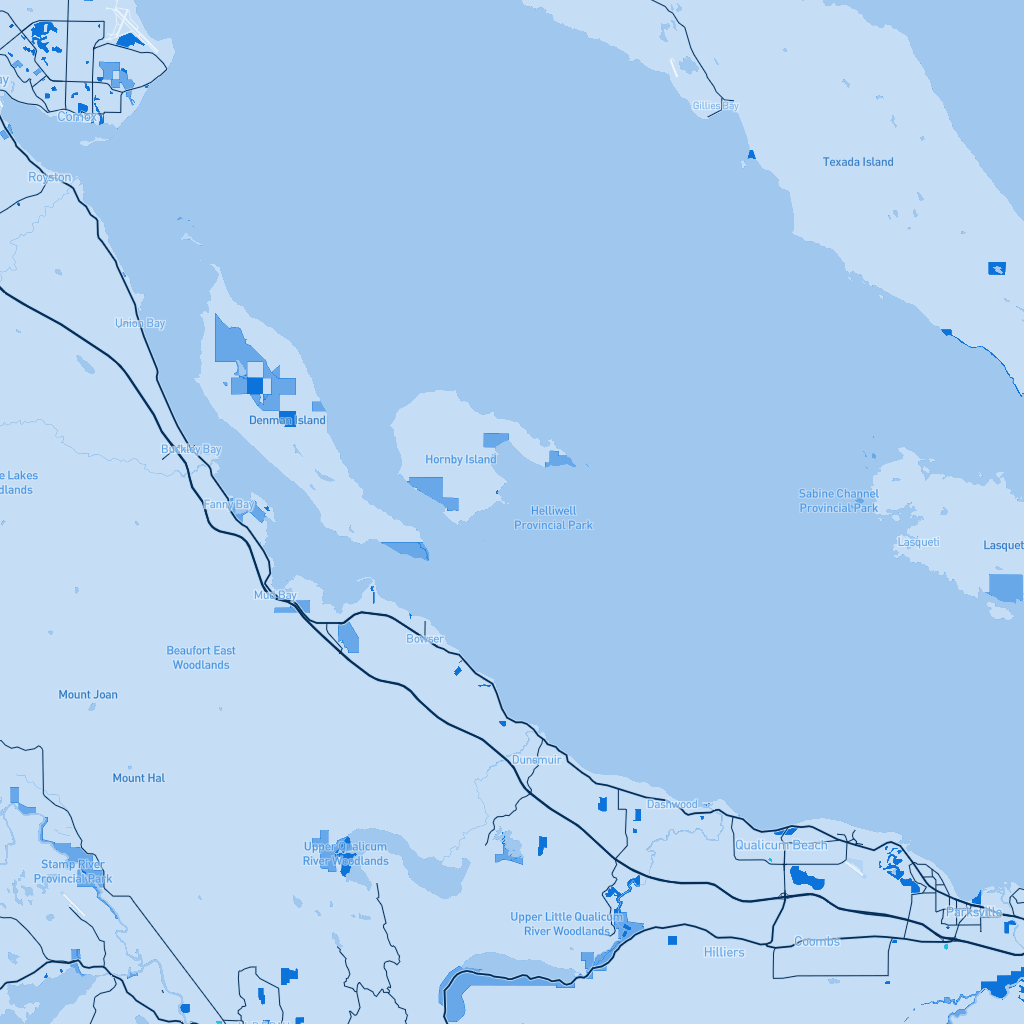 Comox
Gillies Bay
Texada Island
Royston
Union Bay
Denman Island
Buckley Bay
Hornby Island
Fanny Bay
Helliwell
Provincial Park
Sabine Channel
Provincial Park
Lasqueti
Lasquet
e Lakes
dlands
Mud Bay
Bowser
Beaufort East
Woodlands
Mount Joan
Mount Hal
Dunsmuir
Dashwood
Qualicum Beach
Upper Qualicum
River Woodlands
Stamp River
Provincial Park
Upper Little Qualicum
River Woodlands
Hilliers
Coombs
Parksville